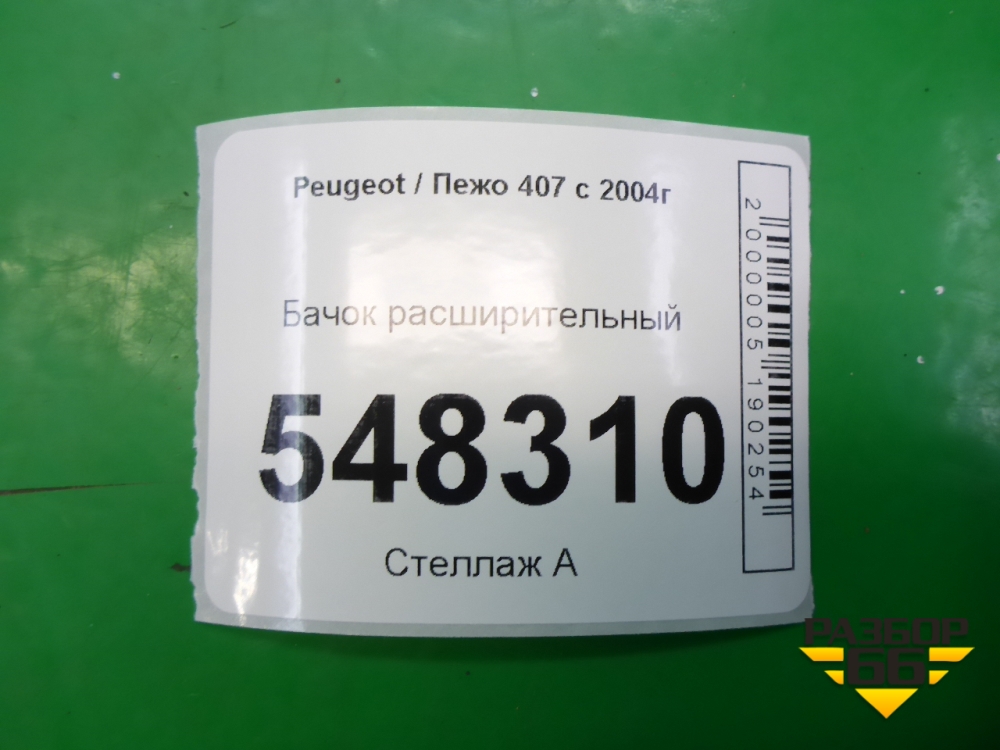 Peugeot / Пежо 407 с 2004г
Бачок расширительный
548310
Стеллаж А
2000005190254
РАЗБОР
66